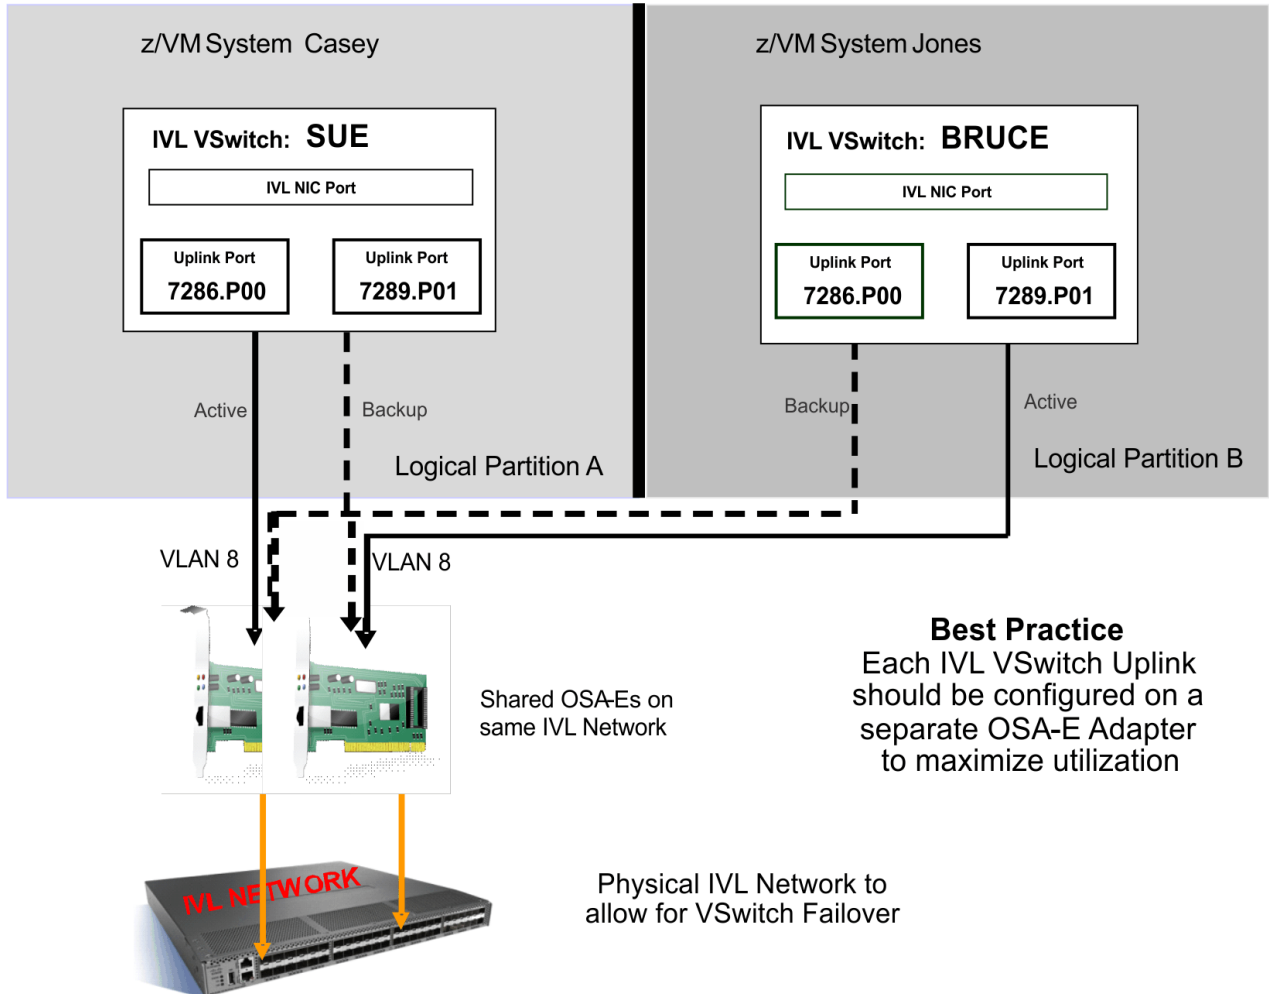 z/VM System Casey
z/VM System Jones
IVL VSwitch: SUE
IVL NIC Port
Uplink Port
7286.P00
Uplink Port
7289.P01
IVL VSwitch: BRUCE
IVL NIC Port
Uplink Port
7286.P00
Uplink Port
7289.P01
Active
Backup
Backup
Active
Logical Partition A
Logical Partition B
VLAN 8
VLAN 8
Shared OSA-Es on
same IVL Network
Best Practice
Each IVL VSwitch Uplink
should be configured on a
separate OSA-E Adapter
to maximize utilization
IVL NETWORK
Physical IVL Network to
allow for VSwitch Failover